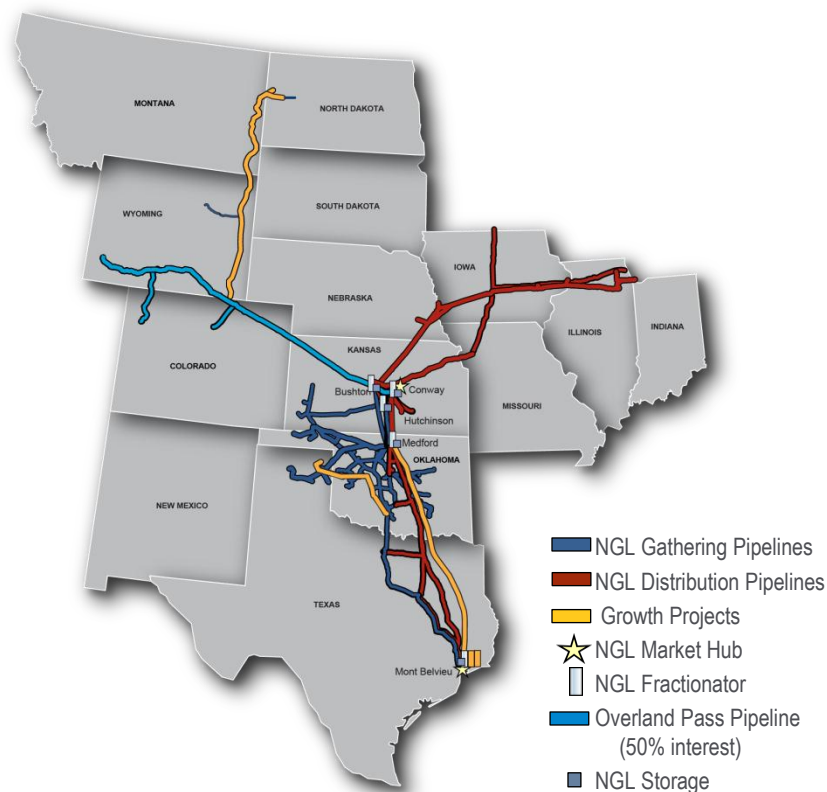 MONTANA
NORTH DAKOTA
WYOMING
SOUTH DAKOTA
IOWA
NEBRASKA
ILLINOIS
INDIANA
KANSAS
COLORADO
Bushton
Conway
MISSOURI
Hutchinson
Medford
OKLAHOMA
NEW MEXICO
TEXAS
Mont Belvieu
NGL Gathering Pipelines
NGL Distribution Pipelines
Growth Projects
NGL Market Hub
NGL Fractionator
Overland Pass Pipeline
(50% interest)
NGL Storage